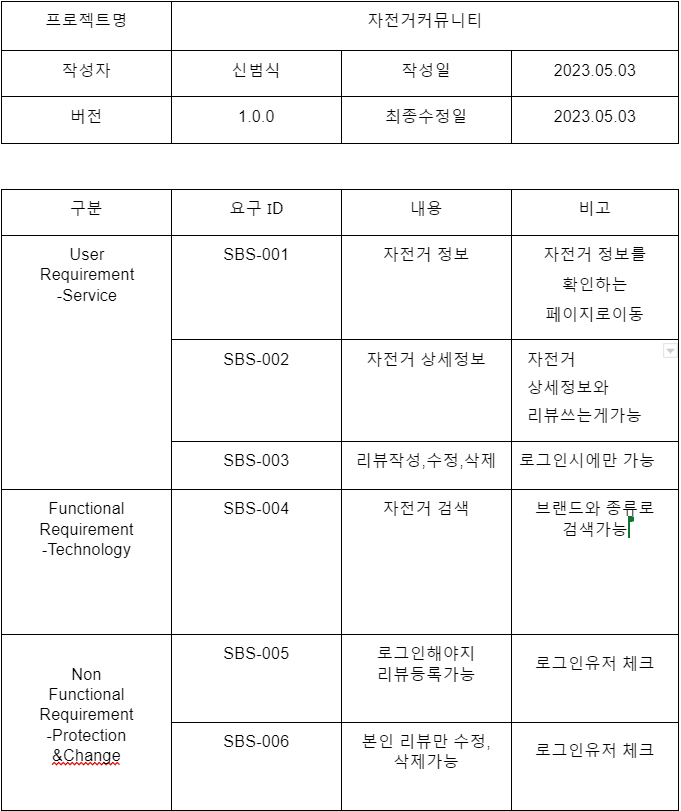 프로젝트명 자전거커뮤니티
작성자 신범식 작성일 2023.05.03
버전 1.0.0 최종수정일 2023.05.03
구분 요구 ID 내용 비고
User
Requirement
-Service
SBS-001
자전거 정보
자전거 정보를
확인하는
페이지로이동
SBS-002
자전거 상세정보
자전거
상세정보와
리뷰쓰는게가능
SBS-003
리뷰작성,수정,삭제
로그인시에만 가능
Functional
Requirement
-Technology
SBS-004
자전거 검색
브랜드와 종류로
검색가능
Non
Functional
Requirement
-Protection
&Change
SBS-005
로그인해야지
리뷰등록가능
로그인유저 체크
SBS-006
본인 리뷰만 수정,
삭제가능
로그인유저 체크